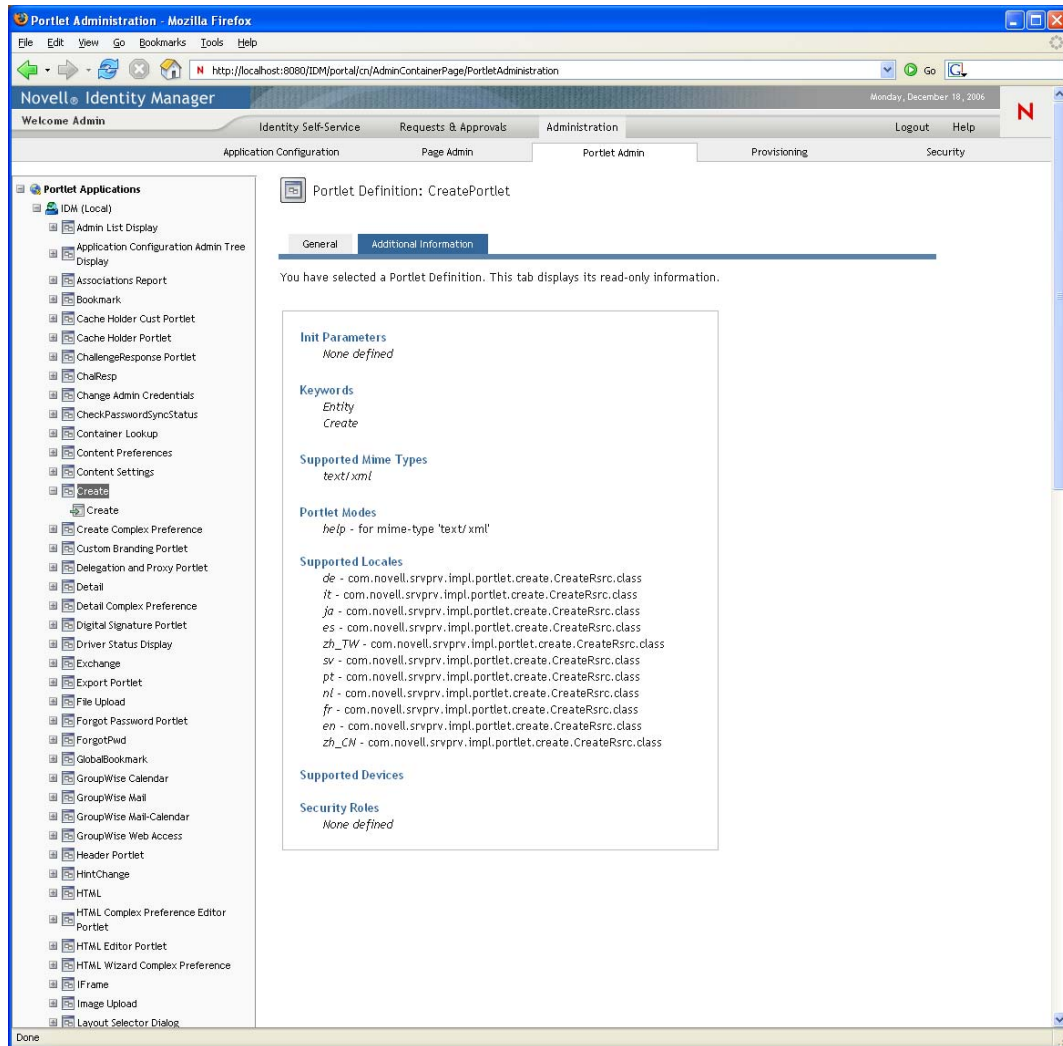 Portlet Administration - Mozilla Firefox
File Edit View Go Bookmarks Tools Help
http://localhost:8080/IDM/portal/cn/AdminContainerPage/PortletAdministration
Go
Novell® Identity Manager
Monday, December 18, 2006
N
Welcome Admin
Identity Self-Service Requests & Approvals Administration Logout Help
Application Configuration Page Admin Portlet Admin Provisioning Security
Portlet Applications
IDM (Local)
Admin List Display
Application Configuration Admin Tree
Display
Associations Report
Bookmark
Cache Holder Cust Portlet
Cache Holder Portlet
ChallengeResponse Portlet
ChalResp
Change Admin Credentials
CheckPasswordSyncStatus
Container Lookup
Content Preferences
Content Settings
Create
Create
Create Complex Preference
Custom Branding Portlet
Delegation and Proxy Portlet
Detail
Detail Complex Preference
Digital Signature Portlet
Driver Status Display
Exchange
Export Portlet
File Upload
Forgot Password Portlet
ForgotPwd
GlobalBookmark
GroupWise Calendar
GroupWise Mail
GroupWise Mail-Calendar
GroupWise Web Access
Header Portlet
HintChange
HTML
HTML Complex Preference Editor
Portlet
HTML Editor Portlet
HTML Wizard Complex Preference
IFrame
Image Upload
Layout Selector Dialog
Portlet Definition: CreatePortlet
General Additional Information
You have selected a Portlet Definition. This tab displays its read-only information.
Init Parameters
None defined
Keywords
Entity
Create
Supported Mime Types
text/xml
Portlet Modes
help - for mime-type 'text/xml'
Supported Locales
de - com.novell.srvprv.impl.portlet.create.CreateRsrc.class
it - com.novell.srvprv.impl.portlet.create.CreateRsrc.class
ja - com.novell.srvprv.impl.portlet.create.CreateRsrc.class
es - com.novell.srvprv.impl.portlet.create.CreateRsrc.class
zh_TW - com.novell.srvprv.impl.portlet.create.CreateRsrc.class
sv - com.novell.srvprv.impl.portlet.create.CreateRsrc.class
pt - com.novell.srvprv.impl.portlet.create.CreateRsrc.class
nl - com.novell.srvprv.impl.portlet.create.CreateRsrc.class
fr - com.novell.srvprv.impl.portlet.create.CreateRsrc.class
en - com.novell.srvprv.impl.portlet.create.CreateRsrc.class
zh_CN - com.novell.srvprv.impl.portlet.create.CreateRsrc.class
Supported Devices
Security Roles
None defined
Done